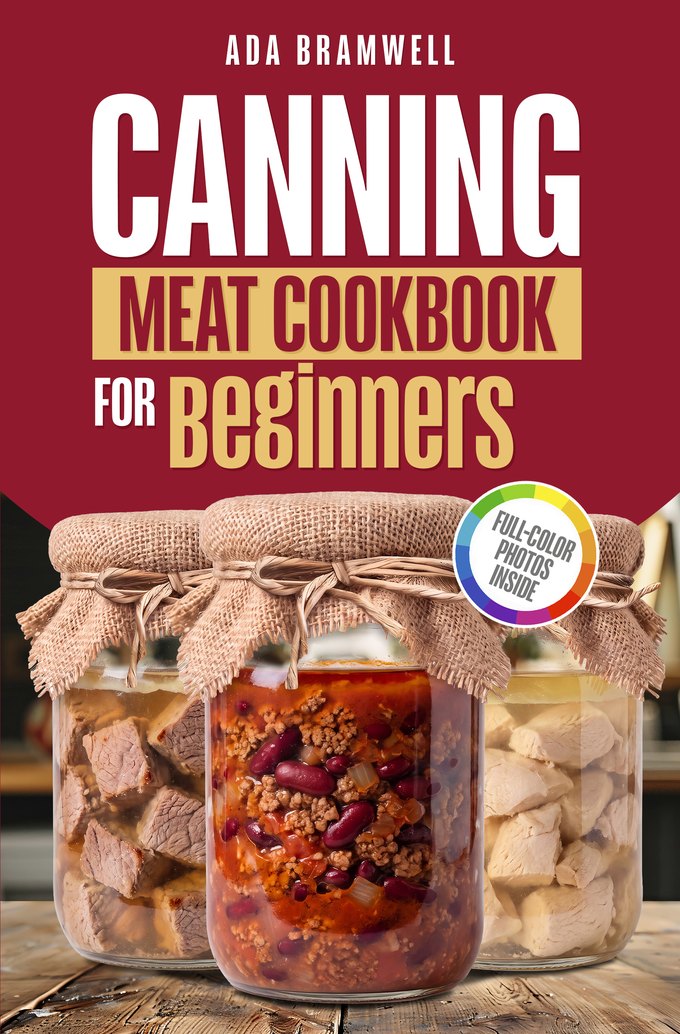 ADA BRAMWELL
CANNING
MEAT COOKBOOK
FOR Beginners
FULL-COLOR
PHOTOS
INSIDE